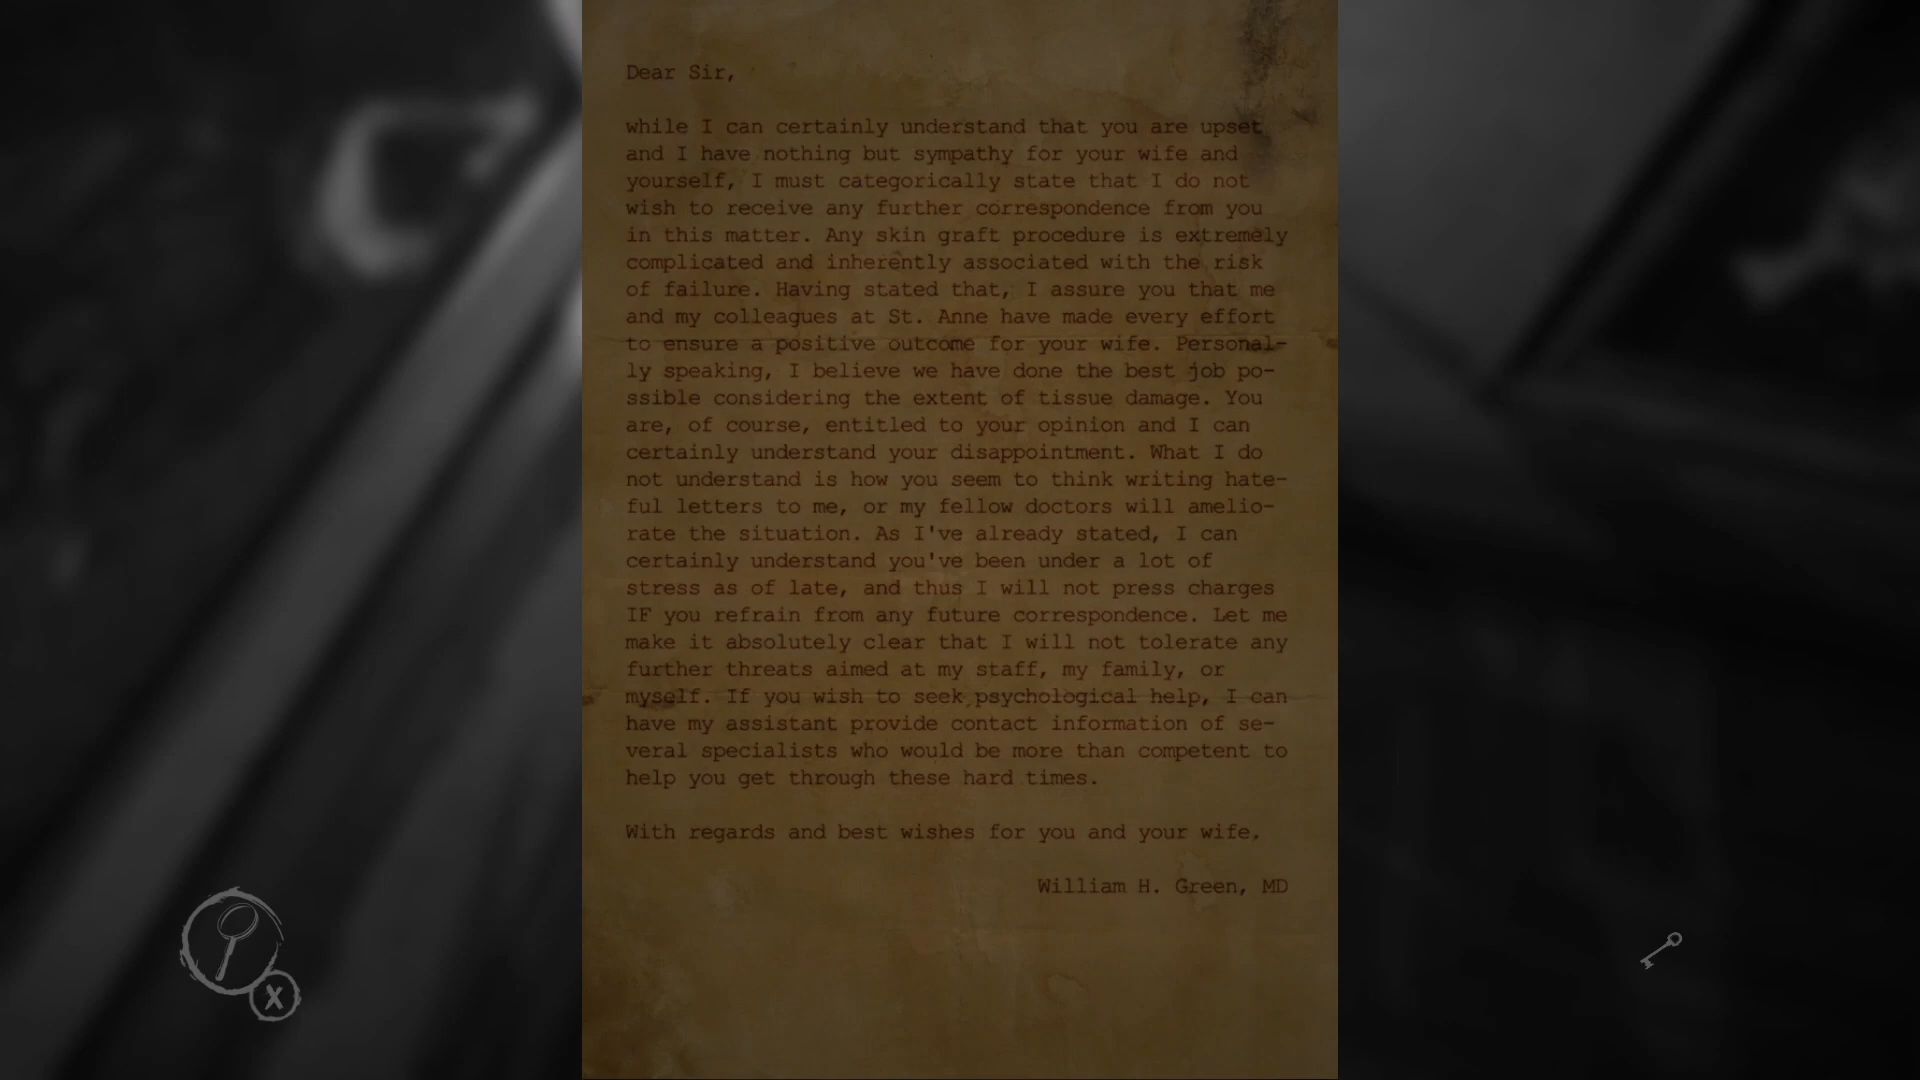 Dear Sir,
while I can certainly understand that you are upset
and I have nothing but sympathy for your wife and
yourself, I must categorically state that I do not
wish to receive any further correspondence from you
in this matter. Any skin graft procedure is extremely
complicated and inherently associated with the risk
of failure. Having stated that, I assure you that me
and my colleagues at St. Anne have made every effort
to ensure a positive outcome for your wife. Personal-
ly speaking, I believe we have done the best job po-
ssible considering the extent of tissue damage. You
are, of course, entitled to your opinion and I can
certainly understand your disappointment. What I do
not understand is how you seem to think writing hate-
ful letters to me, or my fellow doctors will amelio-
rate the situation. As I've already stated, I can
certainly understand you've been under a lot of
stress as of late, and thus I will not press charges
IF you refrain from any future correspondence. Let me
make it absolutely clear that I will not tolerate any
further threats aimed at my staff, my family, or
myself. If you wish to seek psychological help, I can
have my assistant provide contact information of se-
veral specialists who would be more than competent to
help you get through these hard times.
With regards and best wishes for you and your wife.
William H. Green, MD
X